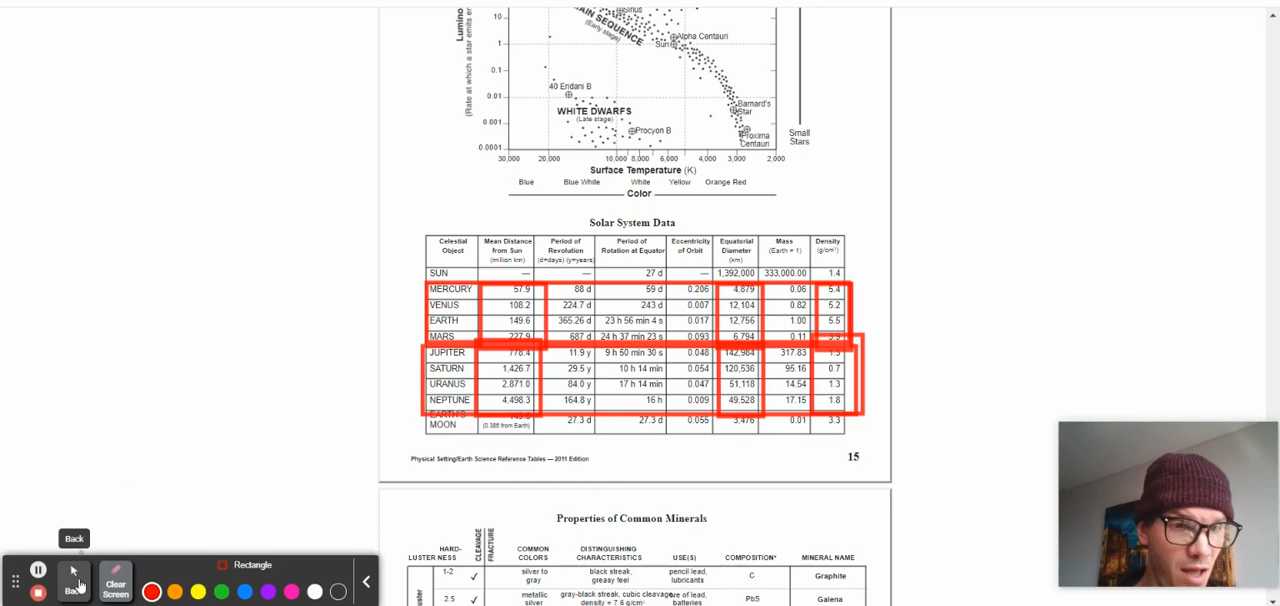 10
Sirius
MAIN SEQUENCE
(Early stage)
Alpha Centauri
1
Sun
Lumino
(Rate at which a star emits en
0.1
40 Eridani B
0.01
WHITE DWARFS
(Late stage)
Barnard's
Star
0.001
Procyon B
Proxima
Centauri
Small
Stars
0.0001
30,000 20,000 10,000 8,000 6,000 4,000 3,000 2,000
Surface Temperature (K)
Blue Blue White White Yellow Orange Red
Color
Solar System Data
Celestial Object Mean Distance from Sun (million km) Period of Revolution (d=days) (y=years) Period of Rotation at Equator Eccentricity of Orbit Equatorial Diameter (km) Mass (Earth = 1) Density (g/cm³)
SUN — — 27 d — 1,392,000 333,000.00 1.4
MERCURY 57.9 88 d 59 d 0.206 4,879 0.06 5.4
VENUS 108.2 224.7 d 243 d 0.007 12,104 0.82 5.2
EARTH 149.6 365.26 d 23 h 56 min 4 s 0.017 12,756 1.00 5.5
MARS 227.9 687 d 24 h 37 min 23 s 0.093 6,794 0.11 3.9
JUPITER 778.4 11.9 y 9 h 50 min 30 s 0.048 142,984 317.83 1.3
SATURN 1,426.7 29.5 y 10 h 14 min 0.054 120,536 95.16 0.7
URANUS 2,871.0 84.0 y 17 h 14 min 0.047 51,118 14.54 1.3
NEPTUNE 4,498.3 164.8 y 16 h 0.009 49,528 17.15 1.8
EARTH'S MOON 149.6 (0.386 from Earth) 27.3 d 27.3 d 0.055 3,476 0.01 3.3
Physical Setting/Earth Science Reference Tables — 2011 Edition
15
Properties of Common Minerals
LUSTER HARD-NESS CLEAVAGE FRACTURE COMMON COLORS DISTINGUISHING CHARACTERISTICS USE(S) COMPOSITION* MINERAL NAME
1-2 ✓ silver to gray black streak, greasy feel pencil lead, lubricants C Graphite
2.5 ✓ metallic silver gray-black streak, cubic cleavage, density = 7.6 g/cm³ ore of lead, batteries PbS Galena
luster
Back
Back
Clear
Screen
Rectangle